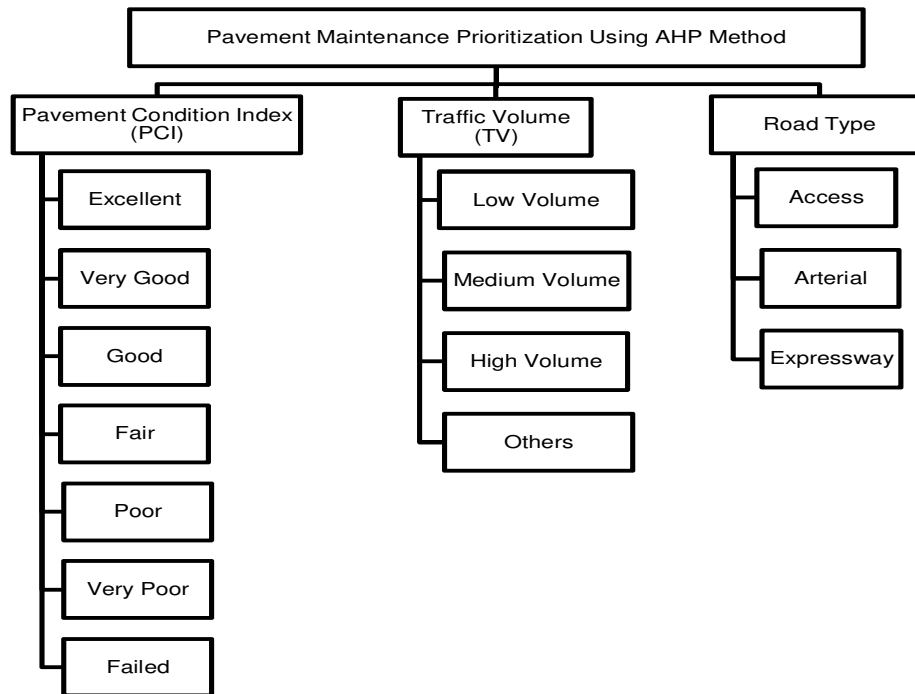 Pavement Maintenance Prioritization Using AHP Method
Pavement Condition Index
(PCI)
Excellent
Very Good
Good
Fair
Poor
Very Poor
Failed
Traffic Volume
(TV)
Low Volume
Medium Volume
High Volume
Others
Road Type
Access
Arterial
Expressway